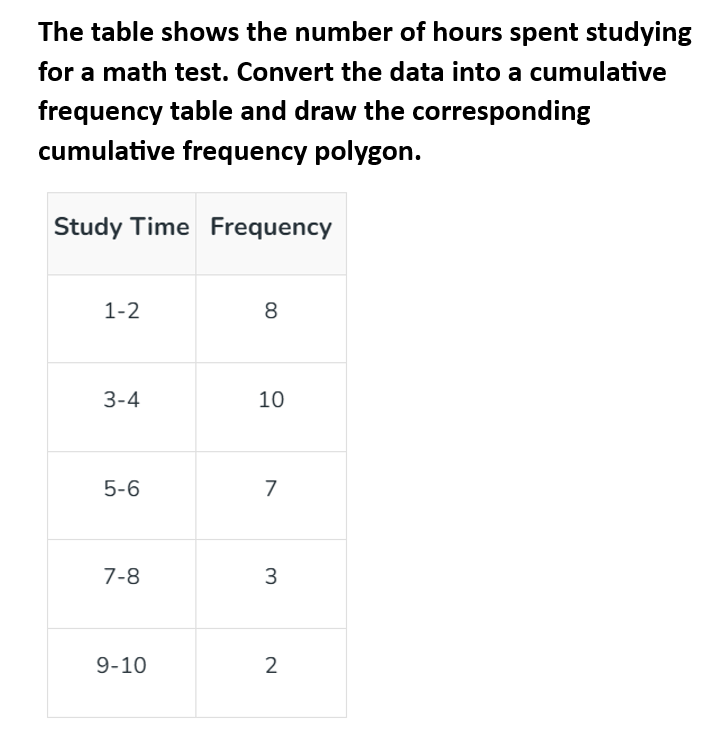 The table shows the number of hours spent studying
for a math test. Convert the data into a cumulative
frequency table and draw the corresponding
cumulative frequency polygon.
Study Time Frequency
1-2 8
3-4 10
5-6 7
7-8 3
9-10 2